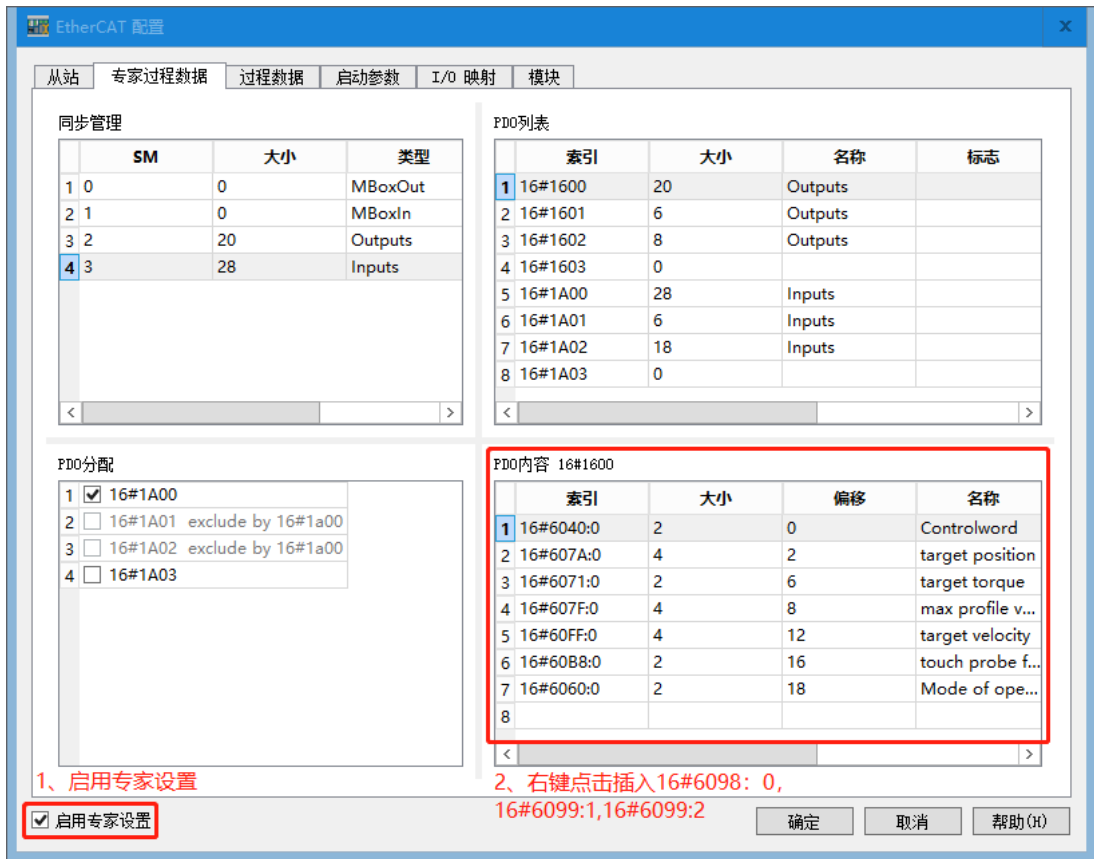 EtherCAT 配置
x
从站 专家过程数据 过程数据 启动参数 I/O 映射 模块
同步管理
SM 大小 类型
1 0 0 MBoxOut
2 1 0 MBoxIn
3 2 20 Outputs
4 3 28 Inputs
PDO列表
索引 大小 名称 标志
1 16#1600 20 Outputs
2 16#1601 6 Outputs
3 16#1602 8 Outputs
4 16#1603 0
5 16#1A00 28 Inputs
6 16#1A01 6 Inputs
7 16#1A02 18 Inputs
8 16#1A03 0
PDO分配
1 16#1A00
2 16#1A01 exclude by 16#1a00
3 16#1A02 exclude by 16#1a00
4 16#1A03
PDO内容 16#1600
索引 大小 偏移 名称
1 16#6040:0 2 0 Controlword
2 16#607A:0 4 2 target position
3 16#6071:0 2 6 target torque
4 16#607F:0 4 8 max profile v...
5 16#60FF:0 4 12 target velocity
6 16#60B8:0 2 16 touch probe f...
7 16#6060:0 2 18 Mode of ope...
8
1、启用专家设置
2、右键点击插入16#6098：0,
16#6099:1,16#6099:2
启用专家设置
确定 取消 帮助(H)